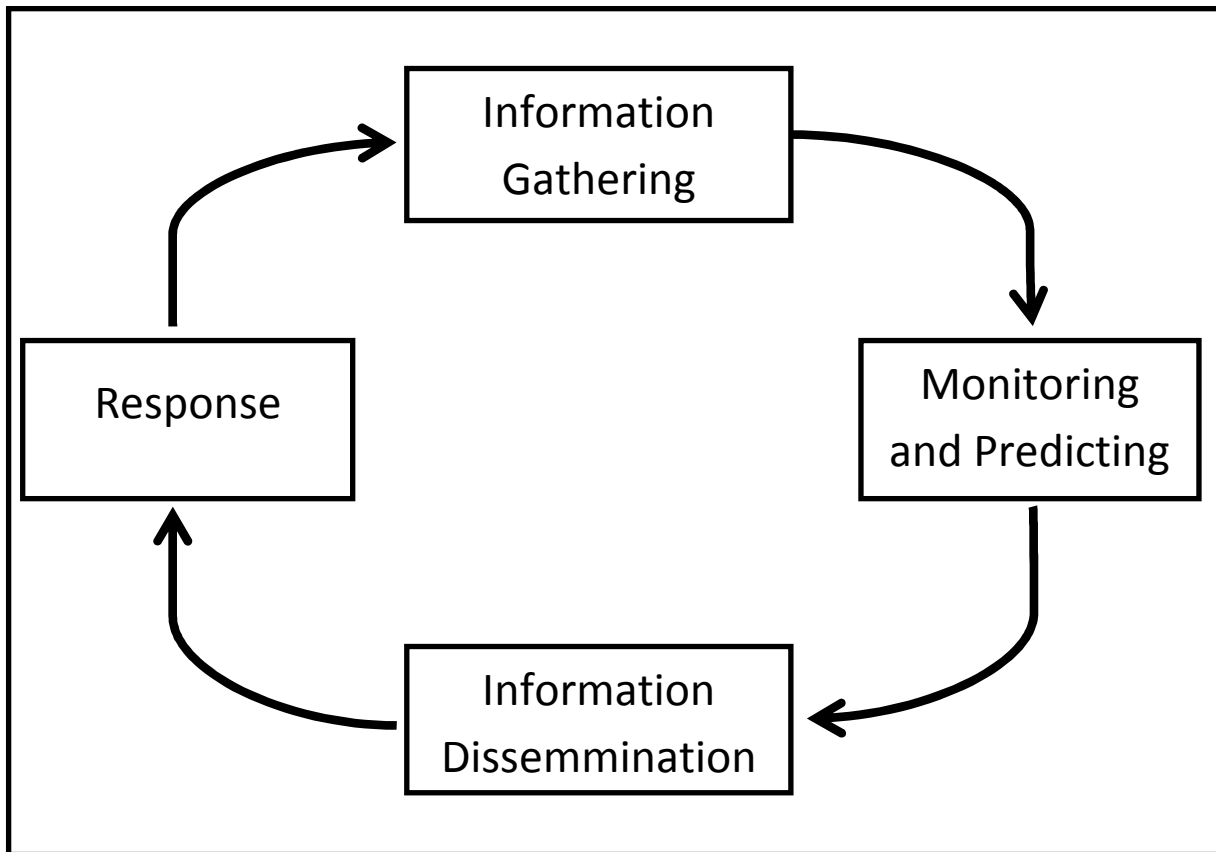 Information
Gathering
Monitoring
and Predicting
Response
Information
Dissemmination